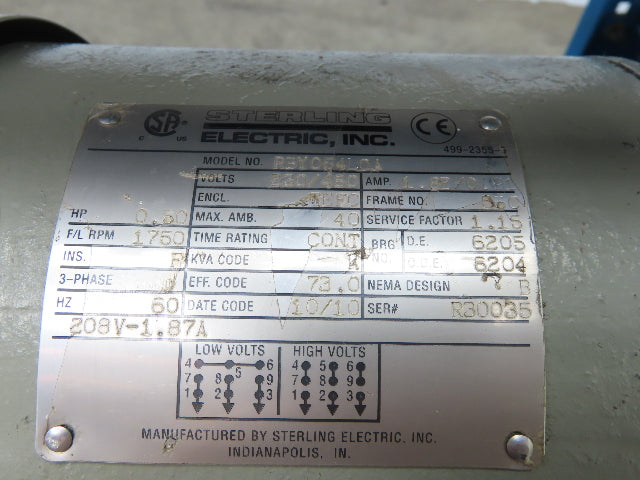 SA
C US
STERLING
ELECTRIC, INC.
CE
499-2355-
MODEL NO.
VOLTS AMP.
ENCL. FRAME NO.
HP 0.50 MAX. AMB. 40 SERVICE FACTOR 1.15
F/L RPM 1750 TIME RATING CONT BRG NO. D.E. 6205
INS. F KVA CODE K O.D.E. 6204
3-PHASE EFF. CODE 73.0 NEMA DESIGN B
HZ 60 DATE CODE 10/10 SER# R30035
208V-1.87A
LOW VOLTS HIGH VOLTS
4 5 6 4 5 6
7 8 9 7 8 9
1 2 3 1 2 3
MANUFACTURED BY STERLING ELECTRIC, INC.
INDIANAPOLIS, IN.